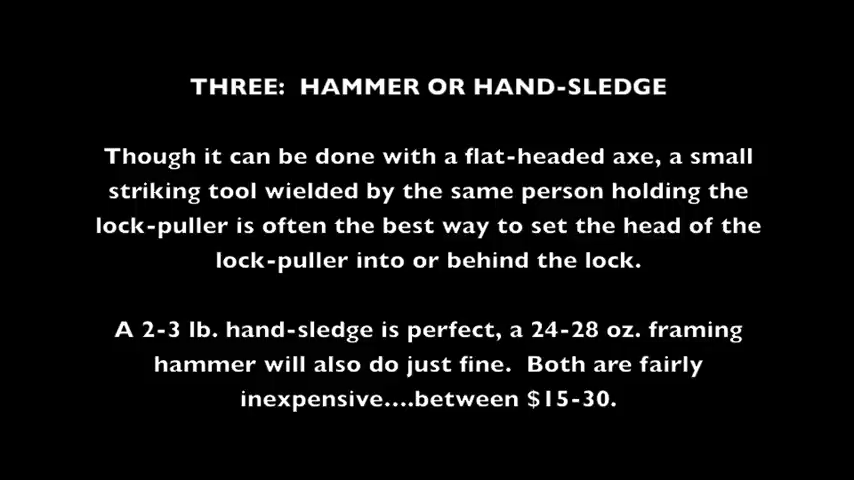 THREE:  HAMMER OR HAND-SLEDGE
Though it can be done with a flat-headed axe, a small
striking tool wielded by the same person holding the
lock-puller is often the best way to set the head of the
lock-puller into or behind the lock.
A 2-3 lb. hand-sledge is perfect, a 24-28 oz. framing
hammer will also do just fine.  Both are fairly
inexpensive....between $15-30.